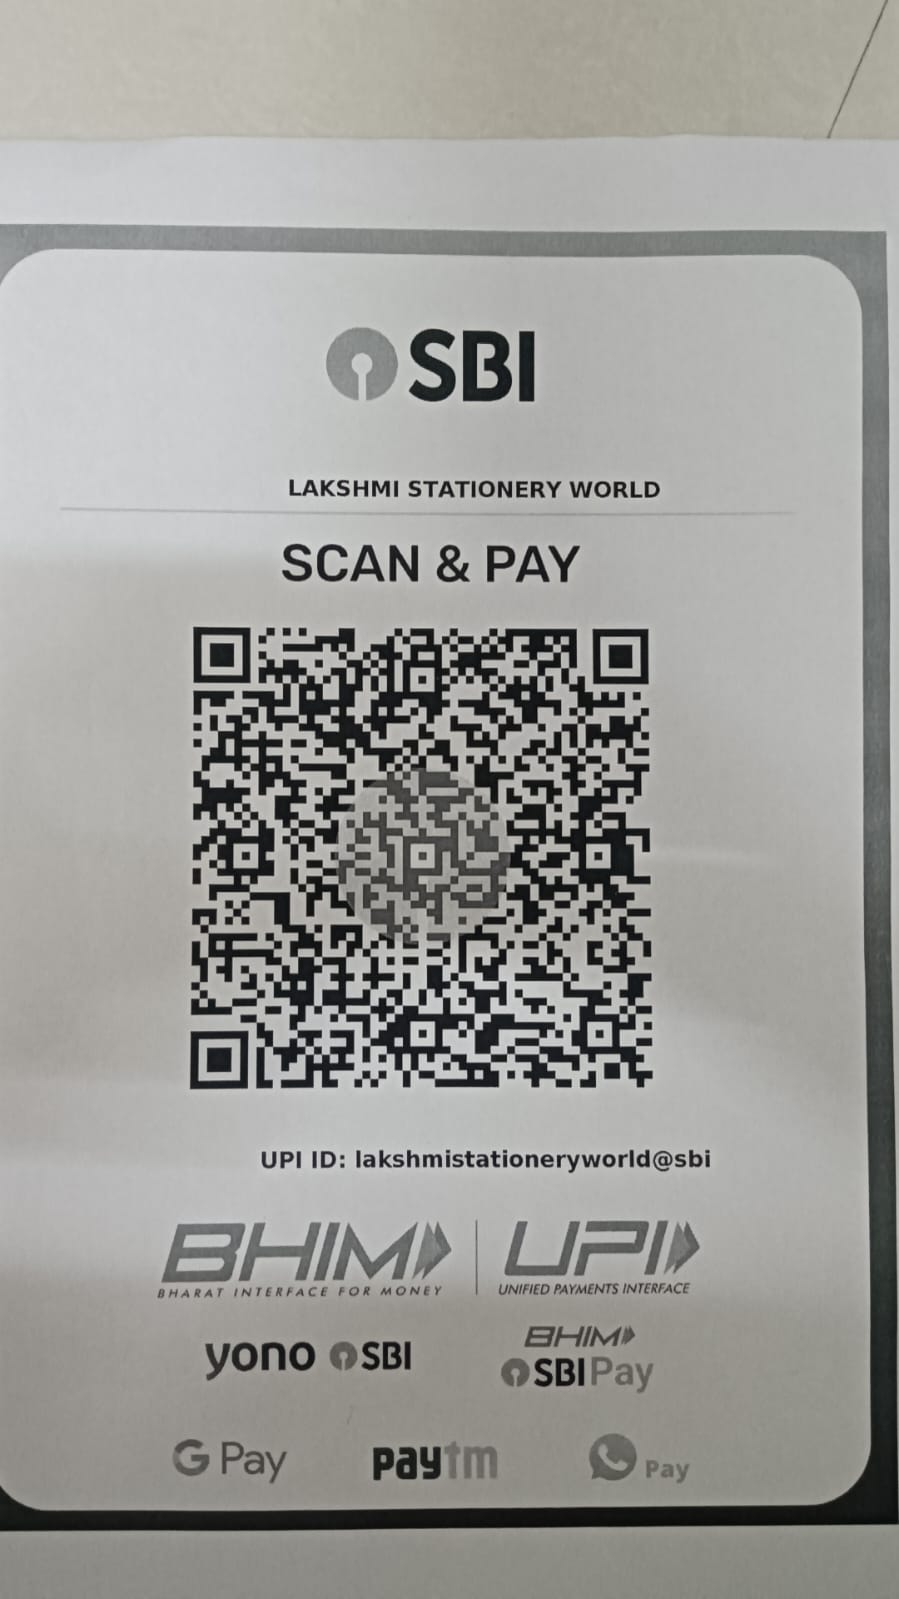 SBI
LAKSHMI STATIONERY WORLD
SCAN & PAY
UPI ID: lakshmistationeryworld@sbi
BHIM UPI
BHARAT INTERFACE FOR MONEY UNIFIED PAYMENTS INTERFACE
BHIM
yono SBI SBI Pay
G Pay paytm Pay